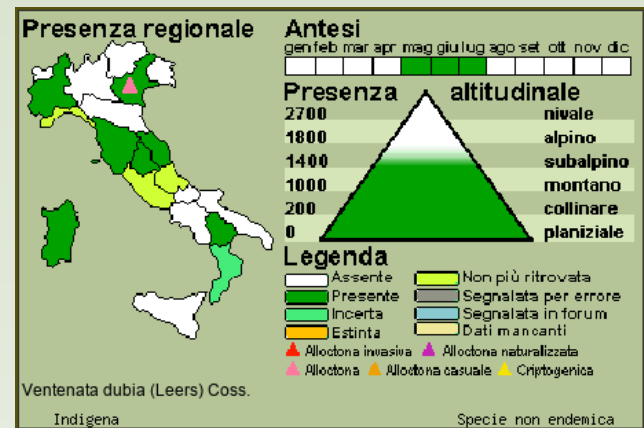 Presenza regionale
Antesi
gen feb mar apr mag giu lug ago set ott nov dic
Presenza altitudinale
2700 nivale
1800 alpino
1400 subalpino
1000 montano
200 collinare
0 planiziale
Legenda
Assente Non più ritrovata
Presente Segnalata per errore
Incerta Segnalata in forum
Estinta Dati mancanti
Alloctona invasiva Alloctona naturalizzata
Alloctona Alloctona casuale Criptogenica
Ventenata dubia (Leers) Coss.
Indigena Specie non endemica